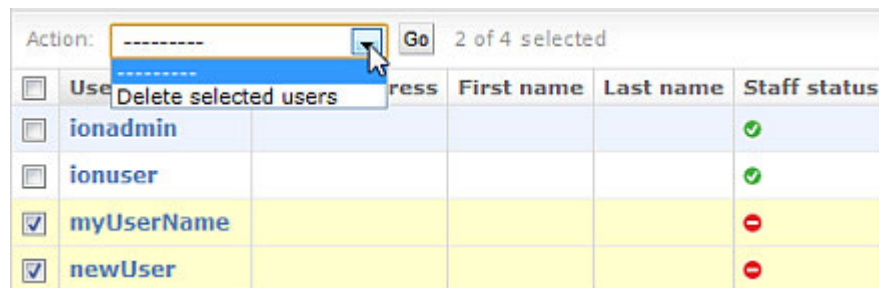 Action: --------- Go 2 of 4 selected
---------
Delete selected users
Use ress First name Last name Staff status
ionadmin
ionuser
myUserName
newUser